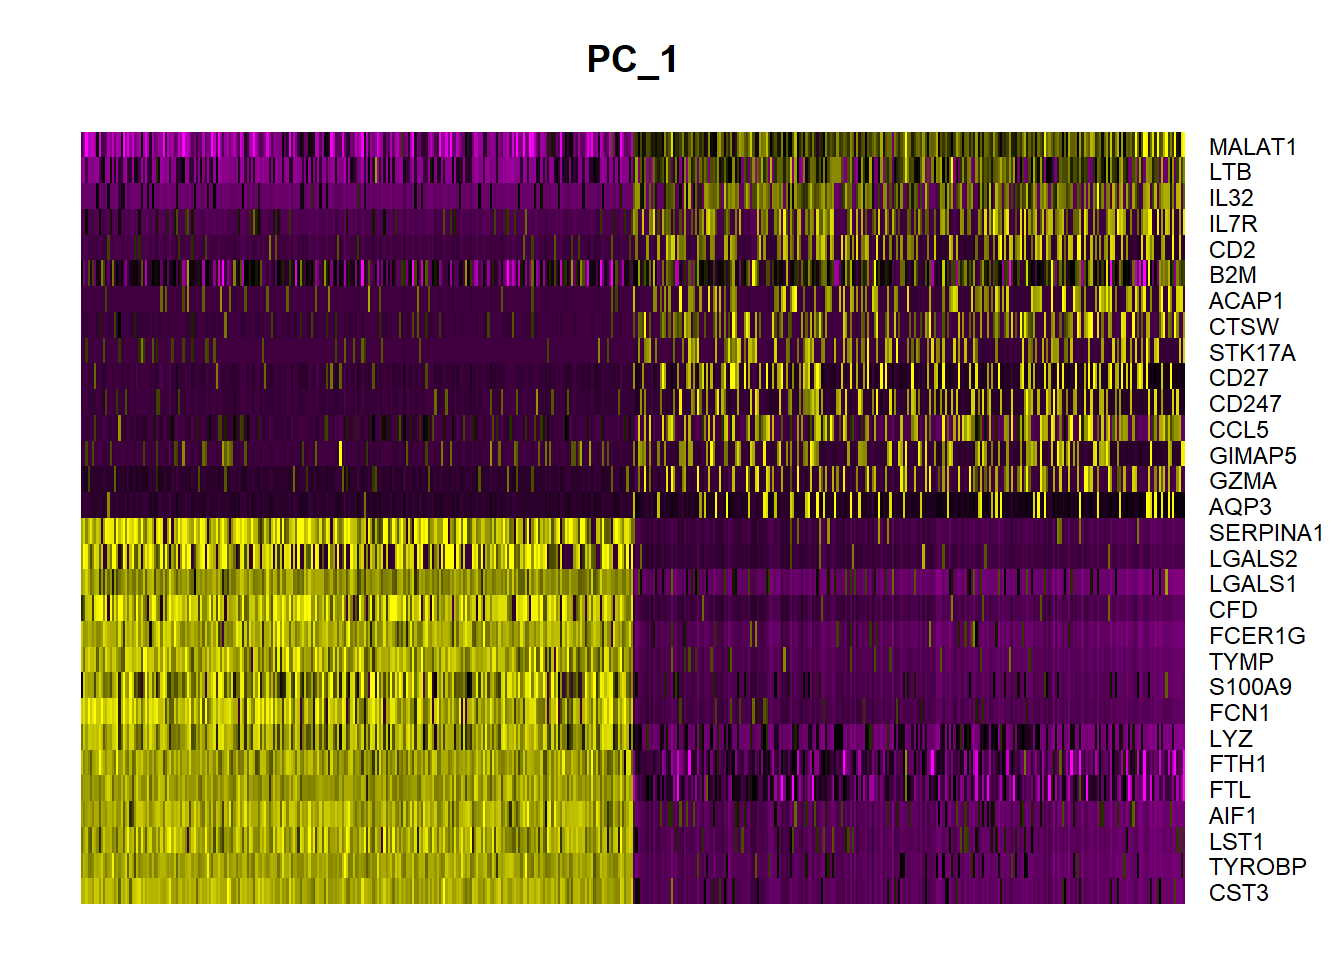 PC_1
MALAT1
LTB
IL32
IL7R
CD2
B2M
ACAP1
CTSW
STK17A
CD27
CD247
CCL5
GIMAP5
GZMA
AQP3
SERPINA1
LGALS2
LGALS1
CFD
FCER1G
TYMP
S100A9
FCN1
LYZ
FTH1
FTL
AIF1
LST1
TYROBP
CST3